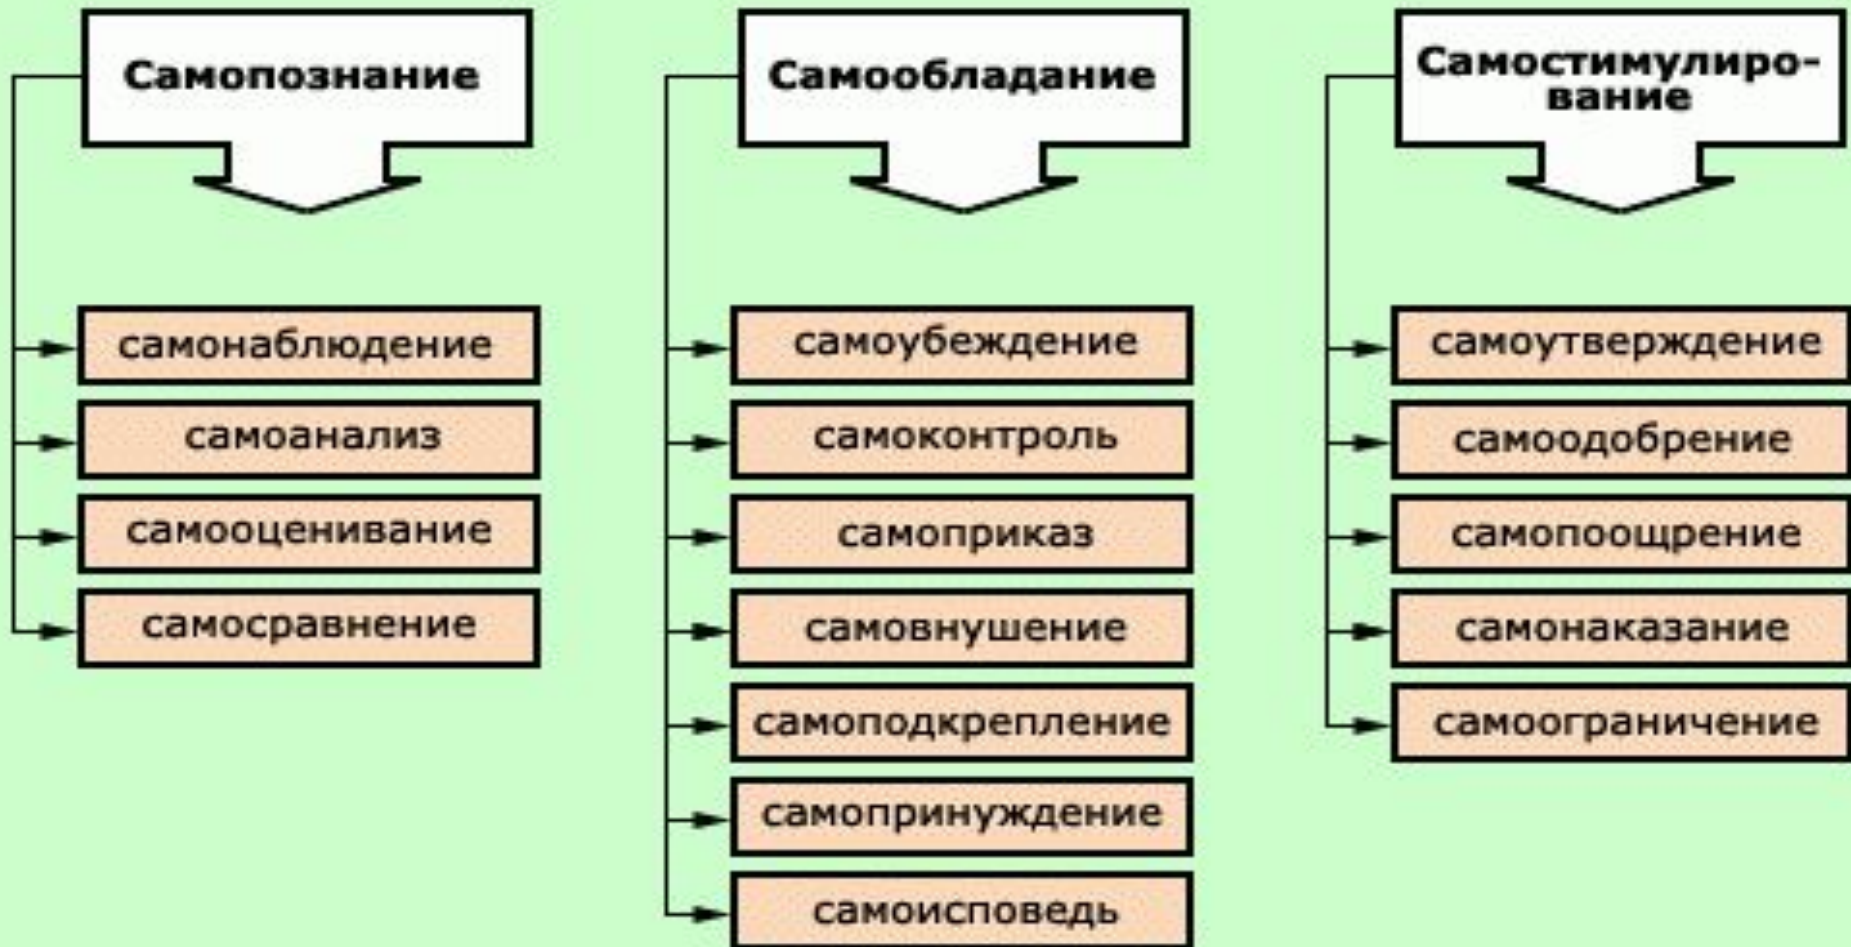 Самопознание
самонаблюдение
самоанализ
самооценивание
самосравнение
Самообладание
самоубеждение
самоконтроль
самоприказ
самовнушение
самоподкрепление
самопринуждение
самоисповедь
Самостимулиро-
вание
самоутверждение
самоодобрение
самопоощрение
самонаказание
самоограничение